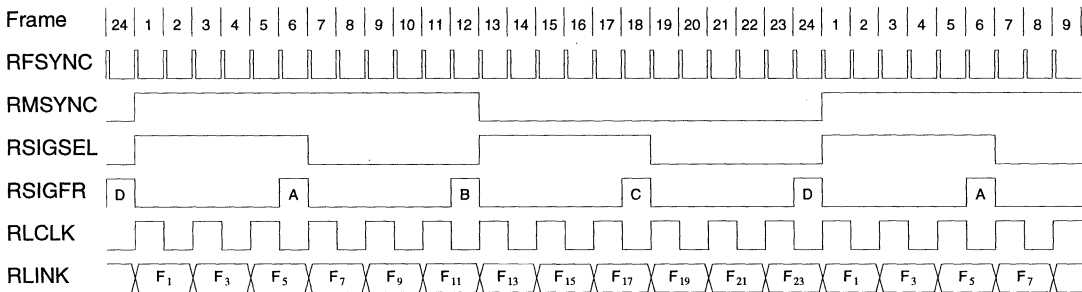 Frame 24 1 2 3 4 5 6 7 8 9 10 11 12 13 14 15 16 17 18 19 20 21 22 23 24 1 2 3 4 5 6 7 8 9
RFSYNC
RMSYNC
RSIGSEL
RSIGFR D A B C D A
RLCLK
RLINK F₁ F₃ F₅ F₇ F₉ F₁₁ F₁₃ F₁₅ F₁₇ F₁₉ F₂₁ F₂₃ F₁ F₃ F₅ F₇